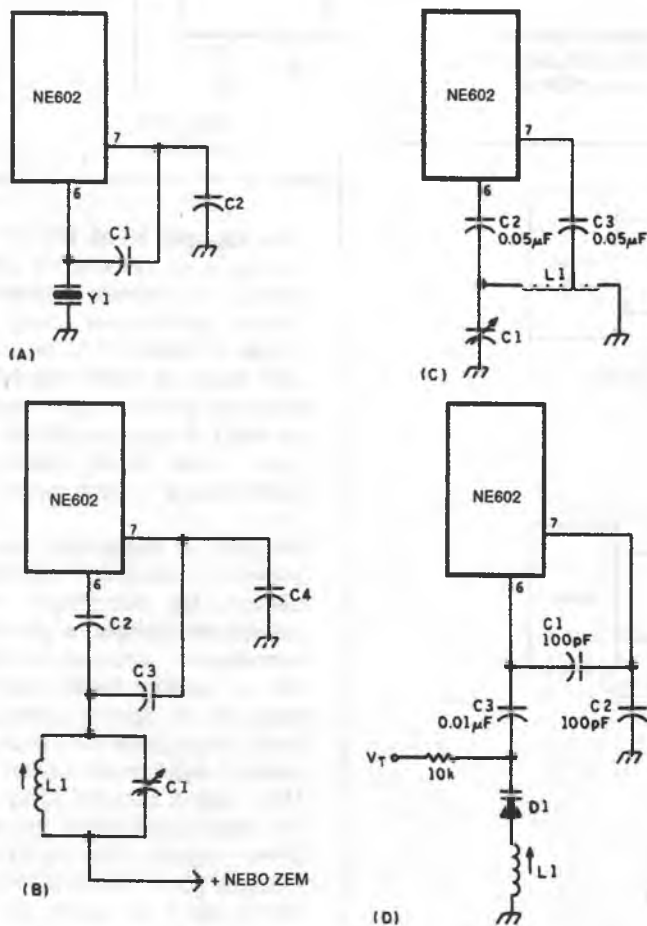 NE602
7
6
C1
C2
Y1
(A)
NE602
7
6
C2
0.05µF
C3
0.05µF
L1
C1
(C)
NE602
7
6
C2
C4
C3
L1
C1
+ NEBO ZEM
(B)
NE602
7
6
C1
100pF
C3
0.01µF
C2
100pF
VT
10k
D1
L1
(D)